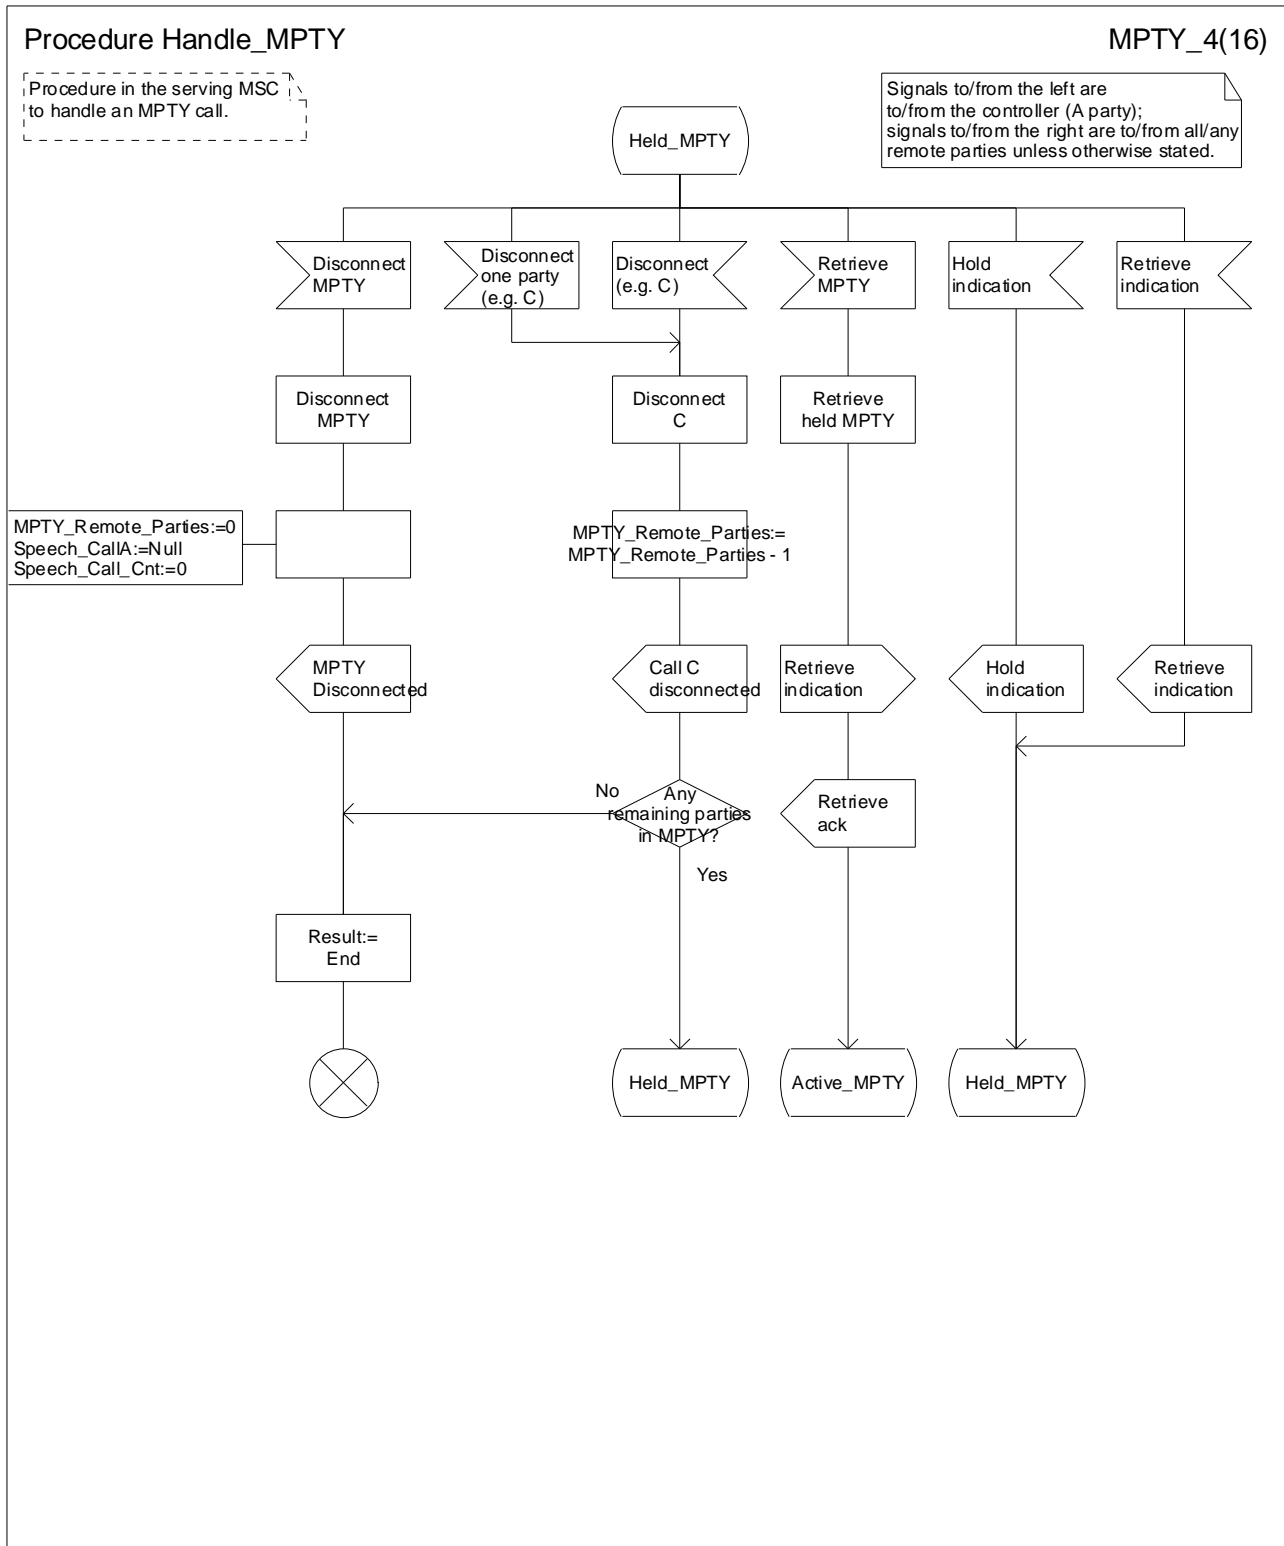 Procedure Handle_MPTY
MPTY_4(16)
Procedure in the serving MSC
to handle an MPTY call.
Signals to/from the left are
to/from the controller (A party);
signals to/from the right are to/from all/any
remote parties unless otherwise stated.
Held_MPTY
Disconnect
MPTY
Disconnect
one party
(e.g. C)
Disconnect
(e.g. C)
Retrieve
MPTY
Hold
indication
Retrieve
indication
Disconnect
MPTY
Disconnect
C
Retrieve
held MPTY
MPTY_Remote_Parties:=0
Speech_CallA:=Null
Speech_Call_Cnt:=0
MPTY_Remote_Parties:=
MPTY_Remote_Parties - 1
MPTY
Disconnected
Call C
disconnected
Retrieve
indication
Hold
indication
Retrieve
indication
No
Any
remaining parties
in MPTY?
Yes
Retrieve
ack
Result:=
End
Held_MPTY
Active_MPTY
Held_MPTY